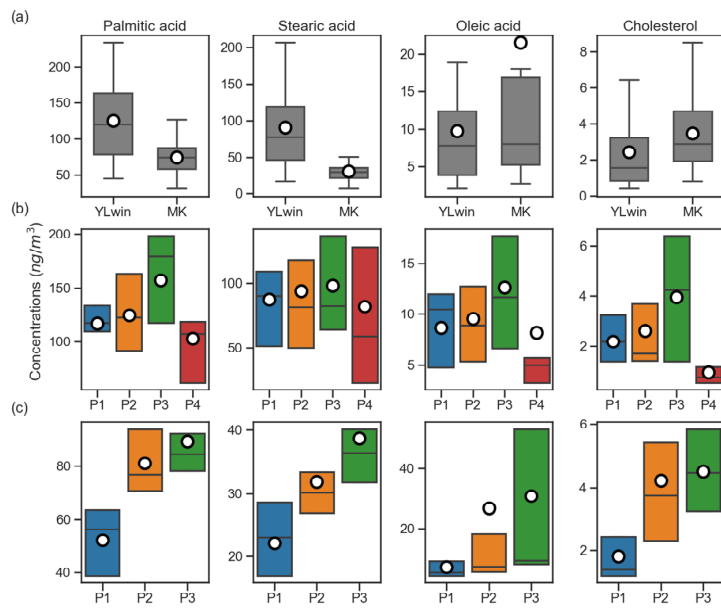 (a)
Palmitic acid Stearic acid Oleic acid Cholesterol
200
150
100
50
YLwin MK
200
150
100
50
0
YLwin MK
20
15
10
5
0
YLwin MK
8
6
4
2
0
YLwin MK
(b)
Concentrations (ng/m³)
200
150
100
P1 P2 P3 P4
100
50
P1 P2 P3 P4
15
10
5
P1 P2 P3 P4
6
4
2
P1 P2 P3 P4
(c)
80
60
40
P1 P2 P3
40
30
20
P1 P2 P3
40
20
P1 P2 P3
6
4
2
P1 P2 P3